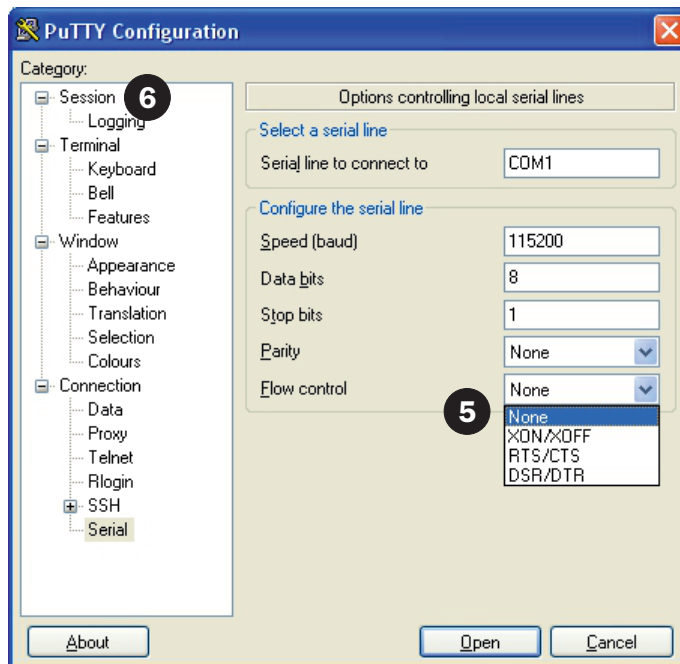 PuTTY Configuration
Category:
Session
6
Logging
Terminal
Keyboard
Bell
Features
Window
Appearance
Behaviour
Translation
Selection
Colours
Connection
Data
Proxy
Telnet
Rlogin
SSH
Serial
Options controlling local serial lines
Select a serial line
Serial line to connect to COM1
Configure the serial line
Speed (baud) 115200
Data bits 8
Stop bits 1
Parity None
Flow control None
5
None
XON/XOFF
RTS/CTS
DSR/DTR
About Open Cancel